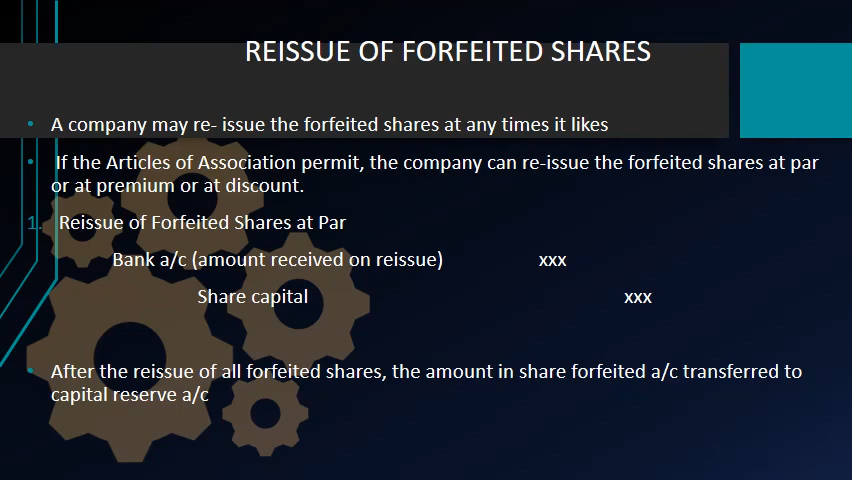 REISSUE OF FORFEITED SHARES
• A company may re- issue the forfeited shares at any times it likes
• If the Articles of Association permit, the company can re-issue the forfeited shares at par
or at premium or at discount.
1. Reissue of Forfeited Shares at Par
Bank a/c (amount received on reissue) xxx
Share capital xxx
• After the reissue of all forfeited shares, the amount in share forfeited a/c transferred to
capital reserve a/c